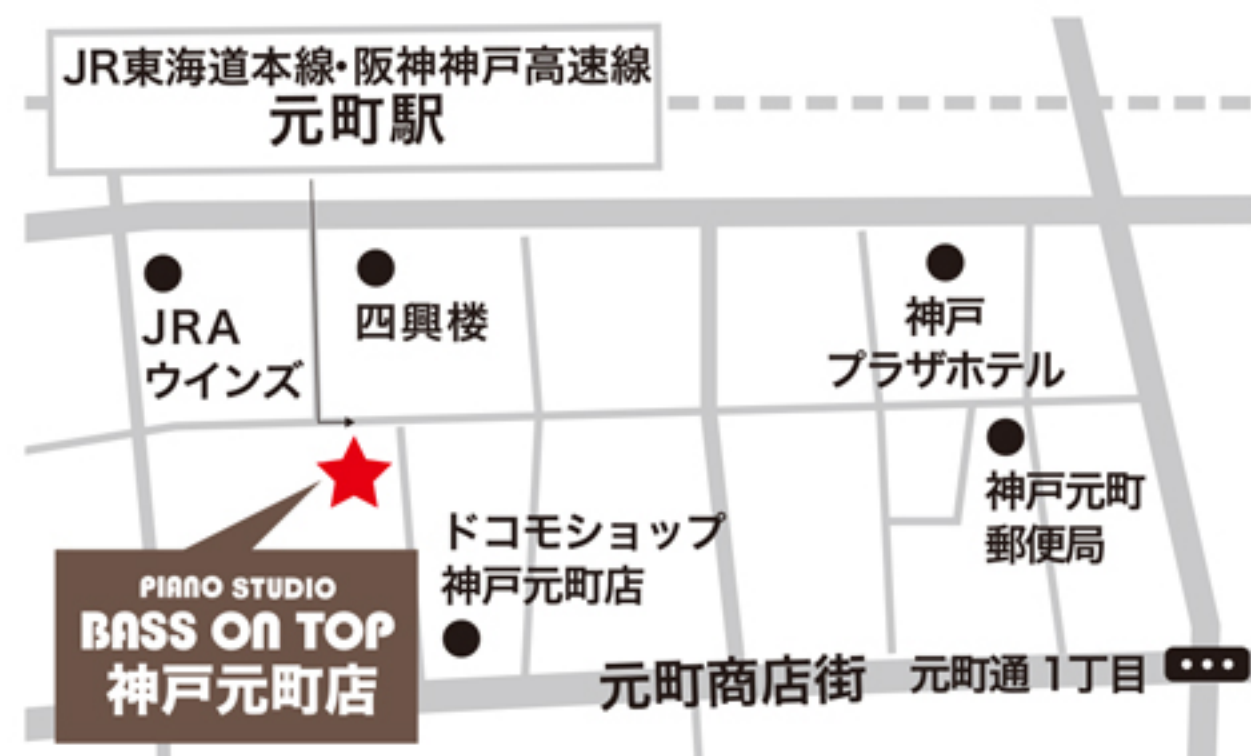 JR東海道本線・阪神神戸高速線
元町駅
JRA
ウインズ
四興楼
神戸
プラザホテル
神戸元町
郵便局
ドコモショップ
神戸元町店
PIANO STUDIO
BASS ON TOP
神戸元町店
元町商店街
元町通1丁目